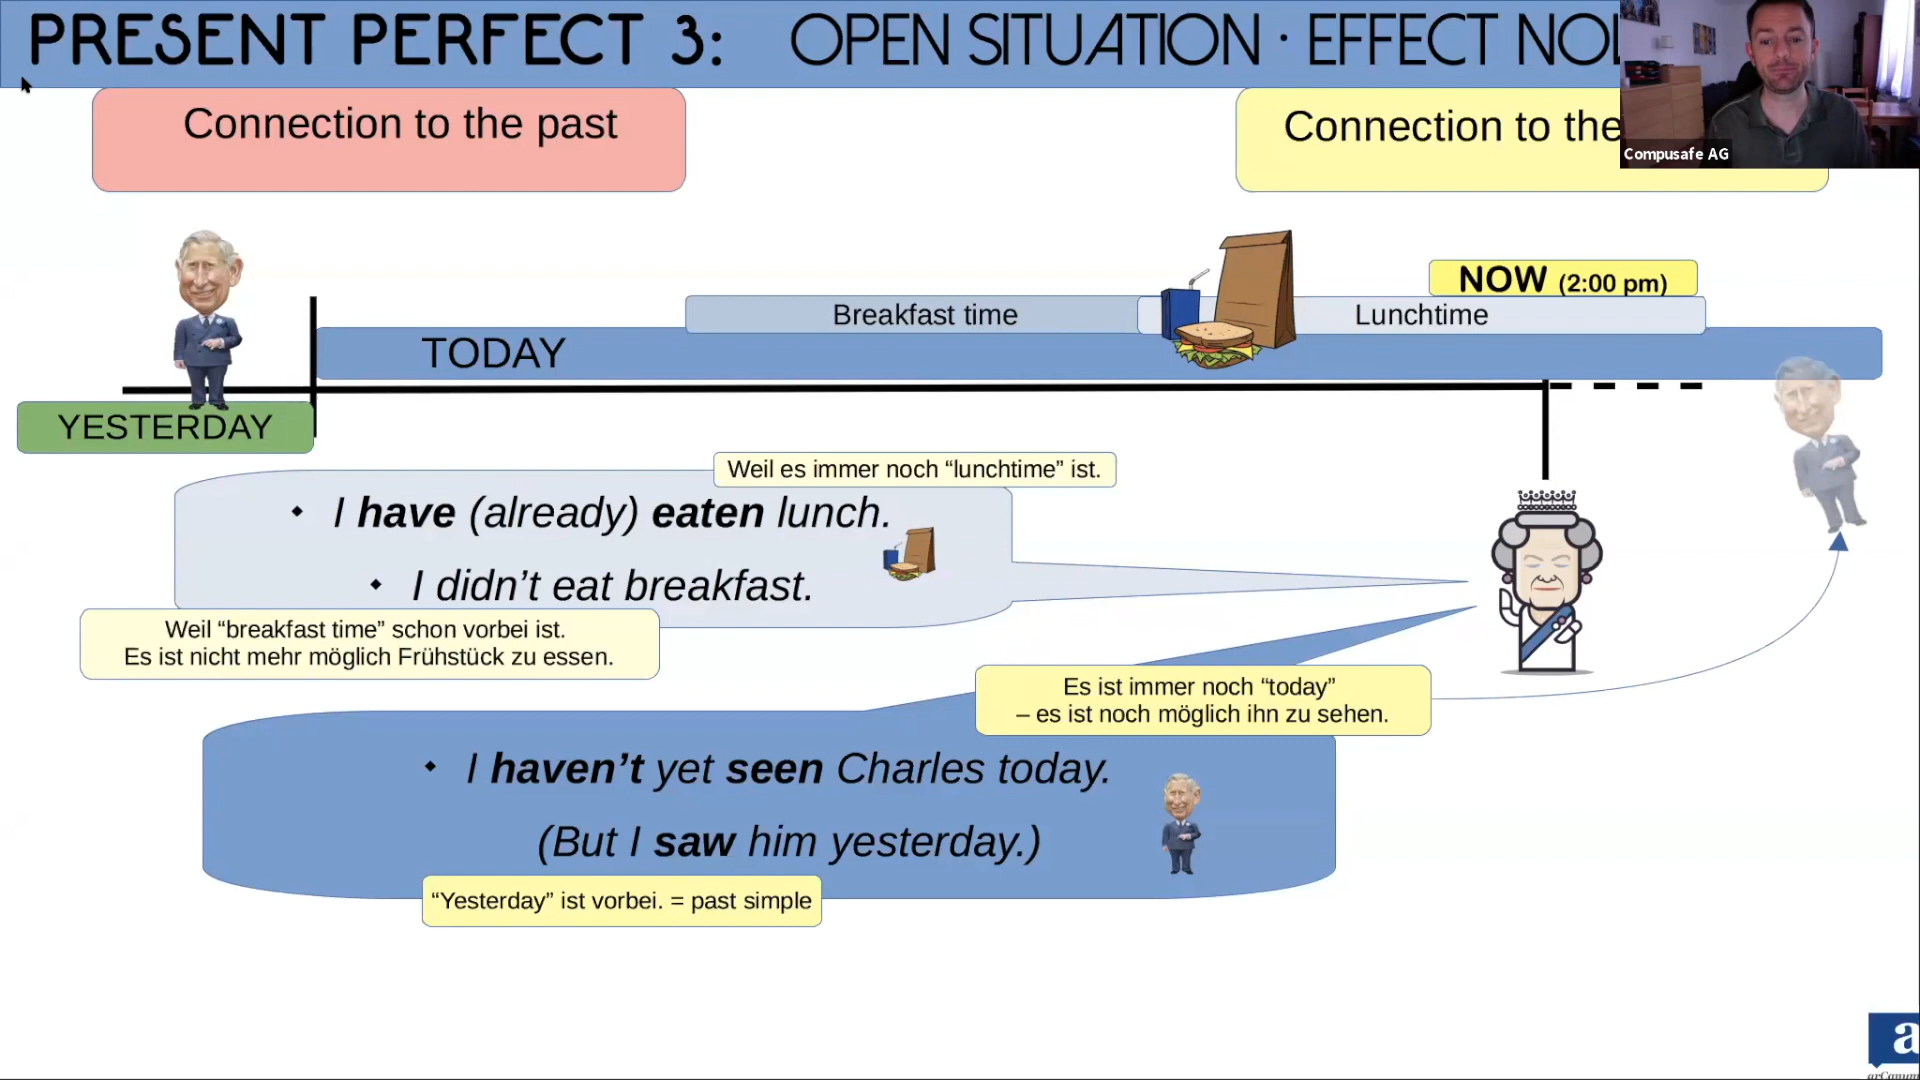 PRESENT PERFECT 3: OPEN SITUATION · EFFECT
Connection to the past
Connection to the
Compusafe AG
NOW (2:00 pm)
Breakfast time
Lunchtime
TODAY
YESTERDAY
Weil es immer noch “lunchtime” ist.
• I have (already) eaten lunch.
• I didn’t eat breakfast.
Weil “breakfast time” schon vorbei ist.
Es ist nicht mehr möglich Frühstück zu essen.
Es ist immer noch “today”
– es ist noch möglich ihn zu sehen.
• I haven’t yet seen Charles today.
(But I saw him yesterday.)
“Yesterday” ist vorbei. = past simple
a